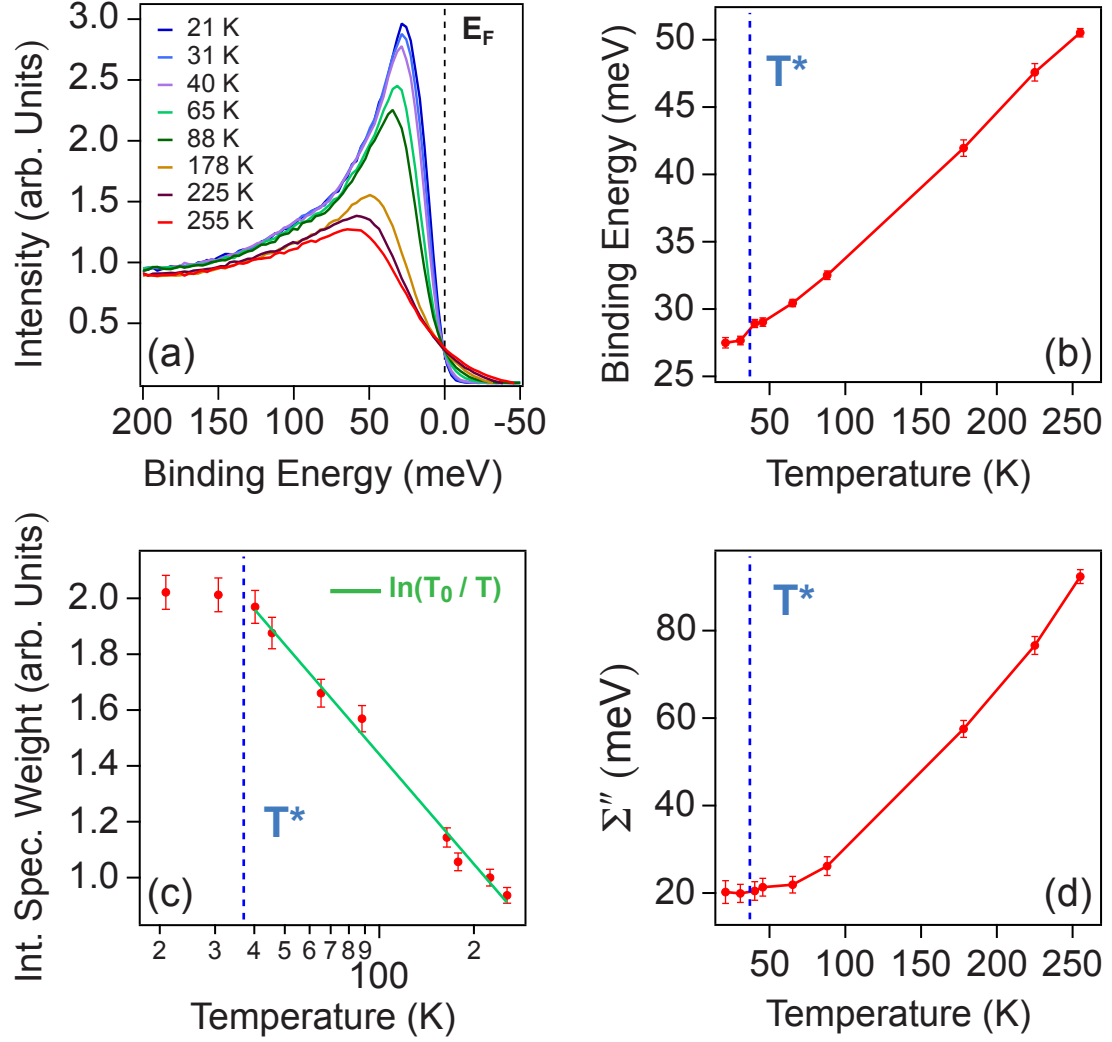 Intensity (arb. Units)
3.0
2.5
2.0
1.5
1.0
0.5
21 K
31 K
40 K
65 K
88 K
178 K
225 K
255 K
E_F
(a)
200 150 100 50 0.0 -50
Binding Energy (meV)
Binding Energy (meV)
50
45
40
35
30
25
T*
(b)
50 100 150 200 250
Temperature (K)
Int. Spec. Weight (arb. Units)
2.0
1.8
1.6
1.4
1.2
1.0
ln(T₀ / T)
T*
(c)
2 3 4 5 6 7 8 9 2
100
Temperature (K)
Σ″ (meV)
80
60
40
20
T*
(d)
50 100 150 200 250
Temperature (K)